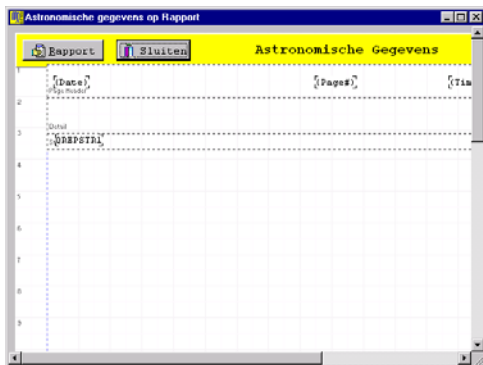 Astronomische gegevens op Rapport
Rapport Sluiten Astronomische Gegevens
1
(Date) (Page#) (Tim
Page Header
2
Detail
3
4
5
6
7
8
9